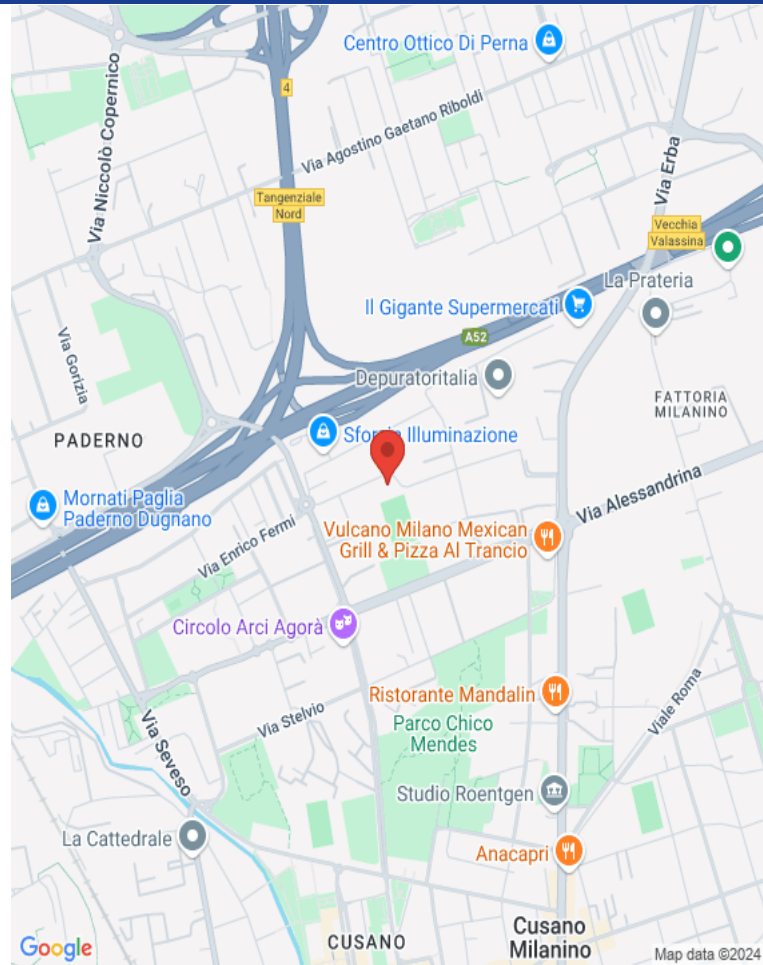 Centro Ottico Di Perna
4
Via Niccolò Copernico
Via Agostino Gaetano Riboldi
Via Erba
Tangenziale
Nord
Vecchia
Valassina
La Prateria
Il Gigante Supermercati
A52
Via Gorizia
Depuratoritalia
FATTORIA
MILANINO
PADERNO
Illuminazione
Mornati Paglia
Paderno Dugnano
Via Alessandrina
Vulcano Milano Mexican
Grill & Pizza Al Trancio
Via Enrico Fermi
Circolo Arci Agorà
Ristorante Mandalin
Viale Roma
Via Stelvio
Parco Chico
Mendes
Via Seveso
Studio Roentgen
La Cattedrale
Anacapri
Cusano
Milanino
CUSANO
Google
Map data ©2024